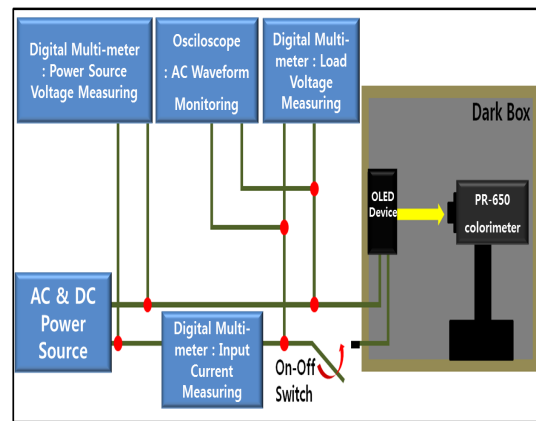 Digital Multi-meter
: Power Source
Voltage Measuring
Osciloscope
: AC Waveform
Monitoring
Digital Multi-
meter : Load
Voltage
Measuring
Dark Box
OLED
Device
PR-650
colorimeter
AC & DC
Power
Source
Digital Multi-
meter : Input
Current
Measuring
On-Off
Switch